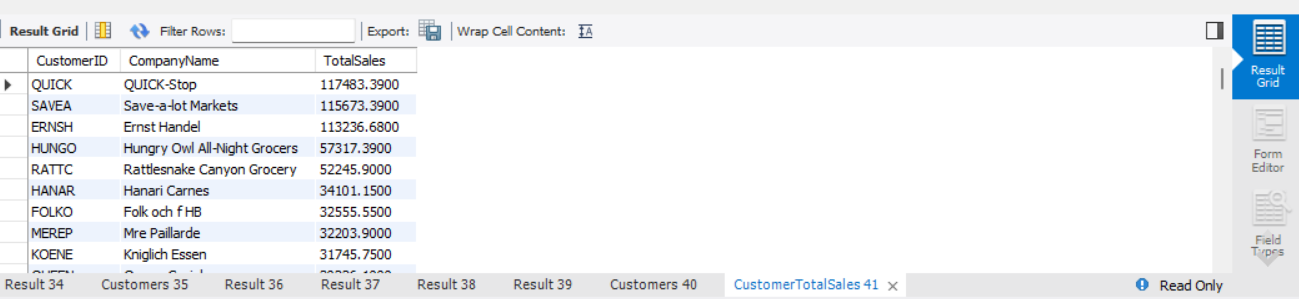 Result Grid Filter Rows: Export: Wrap Cell Content:
CustomerID CompanyName TotalSales
QUICK QUICK-Stop 117483.3900
SAVEA Save-a-lot Markets 115673.3900
ERNSH Ernst Handel 113236.6800
HUNGO Hungry Owl All-Night Grocers 57317.3900
RATTC Rattlesnake Canyon Grocery 52245.9000
HANAR Hanari Carnes 34101.1500
FOLKO Folk och f HB 32555.5500
MEREP Mre Paillarde 32203.9000
KOENE Kniglich Essen 31745.7500
Result 34 Customers 35 Result 36 Result 37 Result 38 Result 39 Customers 40 CustomerTotalSales 41 Read Only
Result
Grid
Form
Editor
Field
Types